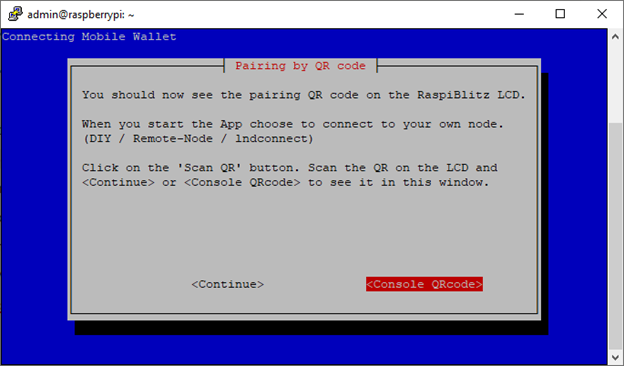 admin@raspberrypi: ~
Connecting Mobile Wallet
Pairing by QR code
You should now see the pairing QR code on the RaspiBlitz LCD.
When you start the App choose to connect to your own node.
(DIY / Remote-Node / lndconnect)
Click on the 'Scan QR' button. Scan the QR on the LCD and
<Continue> or <Console QRcode> to see it in this window.
<Continue> <Console QRcode>